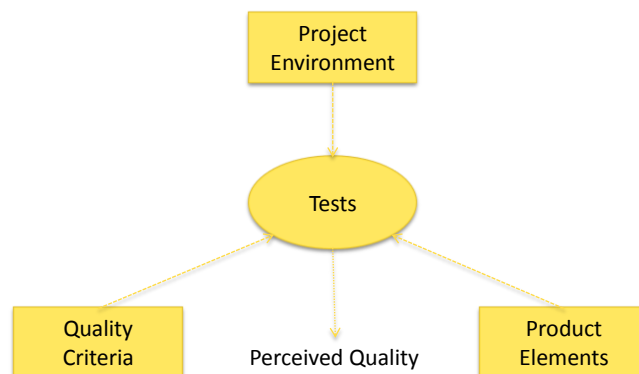 Project
Environment
Tests
Quality
Criteria
Perceived Quality
Product
Elements